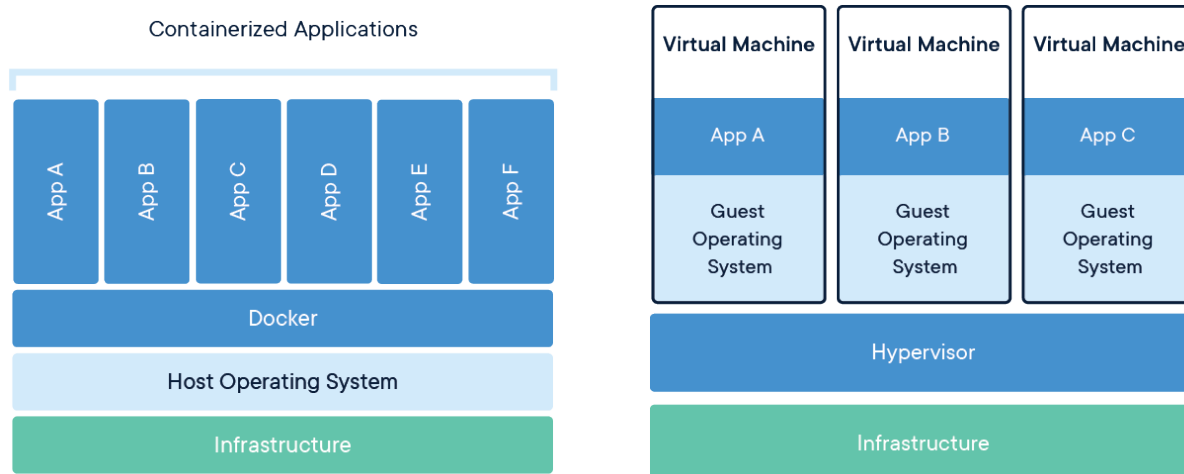 Containerized Applications
App A
App B
App C
App D
App E
App F
Docker
Host Operating System
Infrastructure
Virtual Machine
App A
Guest
Operating
System
Virtual Machine
App B
Guest
Operating
System
Virtual Machine
App C
Guest
Operating
System
Hypervisor
Infrastructure